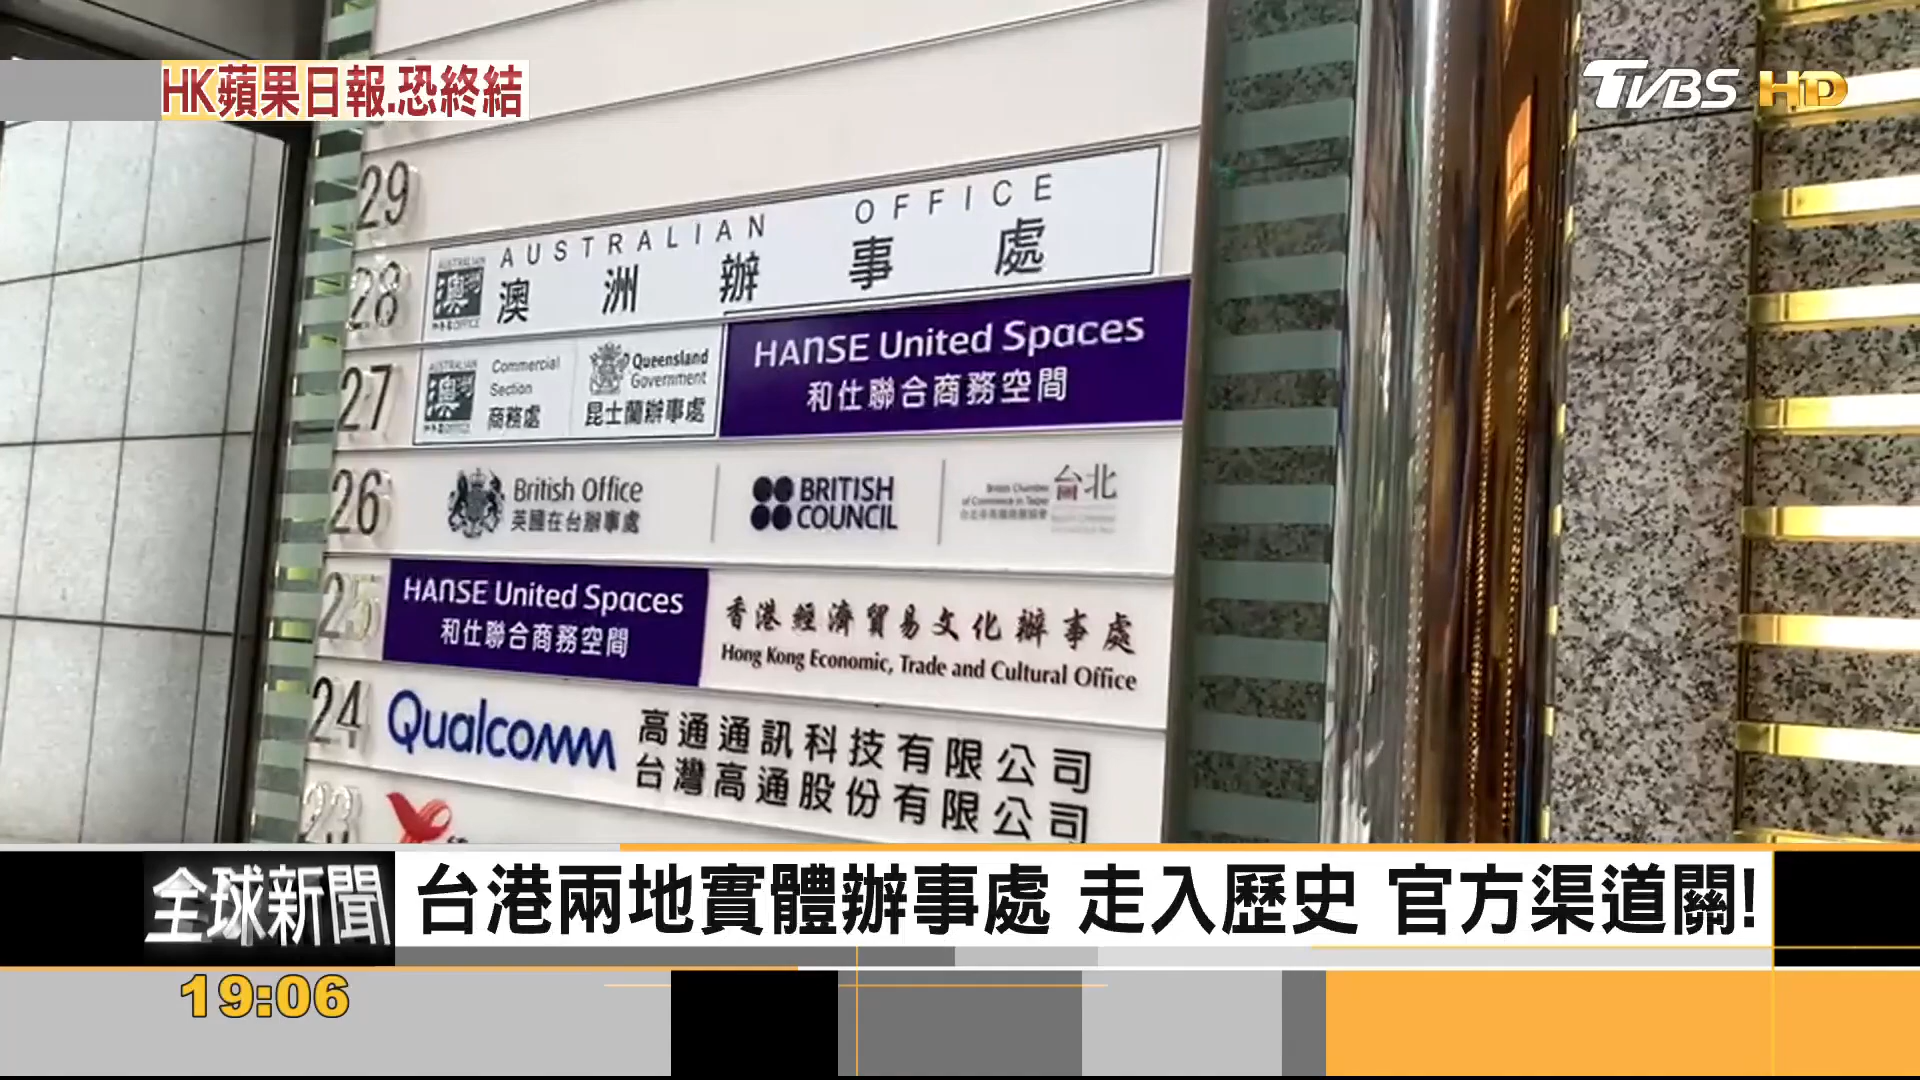 HK蘋果日報.恐終結
TVBS HD
29
AUSTRALIAN OFFICE
28
澳洲辦事處
27
Commercial Section
商務處
Queensland Government
昆士蘭辦事處
HANSE United Spaces
和仕聯合商務空間
26
British Office
英國在台辦事處
BRITISH COUNCIL
British Chamber of Commerce in Taipei
台北
25
HANSE United Spaces
和仕聯合商務空間
香港經濟貿易文化辦事處
Hong Kong Economic, Trade and Cultural Office
24
Qualcomm
高通通訊科技有限公司
台灣高通股份有限公司
23
全球新聞
台港兩地實體辦事處 走入歷史 官方渠道關!
19:06